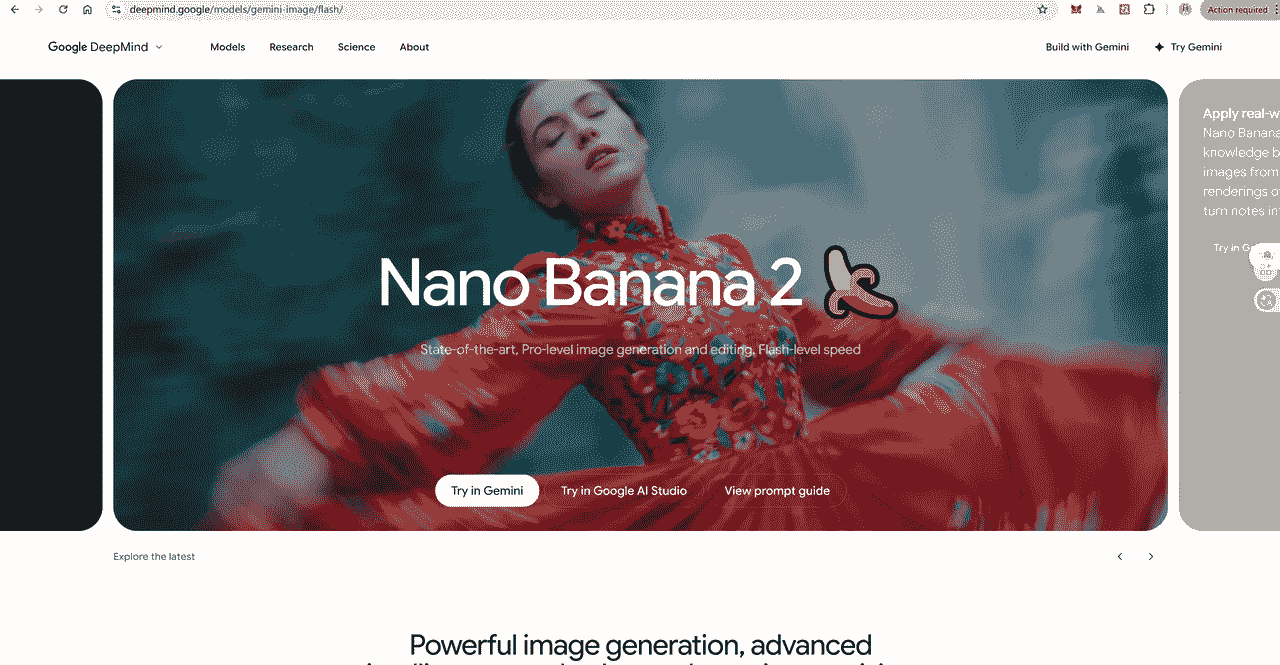 deepmind.google/models/gemini-image/flash/
Action required
Google DeepMind
Models
Research
Science
About
Build with Gemini
Try Gemini
Nano Banana 2
State-of-the-art, Pro-level image generation and editing, Flash-level speed
Try in Gemini
Try in Google AI Studio
View prompt guide
Apply real-w
Nano Banana
knowledge b
images from
renderings o
turn notes in
Try in Ge
Explore the latest
Powerful image generation, advanced